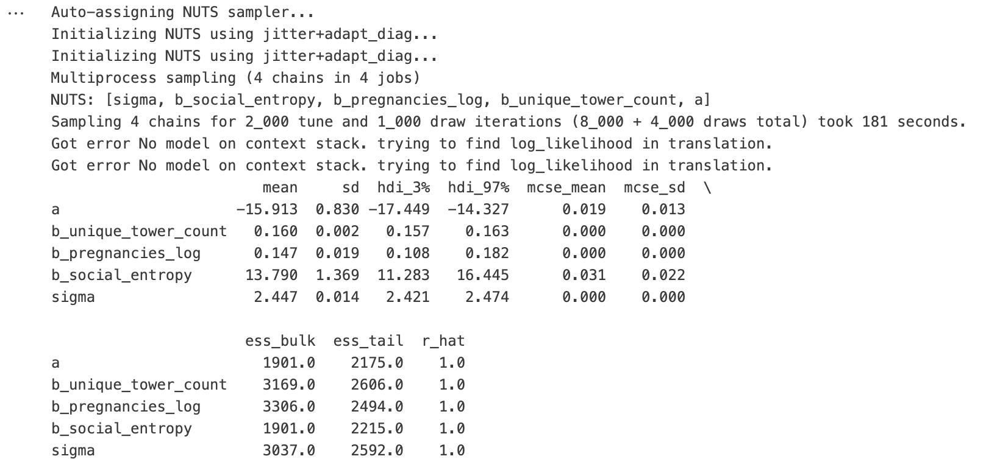 ...
Auto-assigning NUTS sampler...
Initializing NUTS using jitter+adapt_diag...
Initializing NUTS using jitter+adapt_diag...
Multiprocess sampling (4 chains in 4 jobs)
NUTS: [sigma, b_social_entropy, b_pregnancies_log, b_unique_tower_count, a]
Sampling 4 chains for 2_000 tune and 1_000 draw iterations (8_000 + 4_000 draws total) took 181 seconds.
Got error No model on context stack. trying to find log_likelihood in translation.
Got error No model on context stack. trying to find log_likelihood in translation.
mean sd hdi_3% hdi_97% mcse_mean mcse_sd \
a -15.913 0.830 -17.449 -14.327 0.019 0.013
b_unique_tower_count 0.160 0.002 0.157 0.163 0.000 0.000
b_pregnancies_log 0.147 0.019 0.108 0.182 0.000 0.000
b_social_entropy 13.790 1.369 11.283 16.445 0.031 0.022
sigma 2.447 0.014 2.421 2.474 0.000 0.000
ess_bulk ess_tail r_hat
a 1901.0 2175.0 1.0
b_unique_tower_count 3169.0 2606.0 1.0
b_pregnancies_log 3306.0 2494.0 1.0
b_social_entropy 1901.0 2215.0 1.0
sigma 3037.0 2592.0 1.0